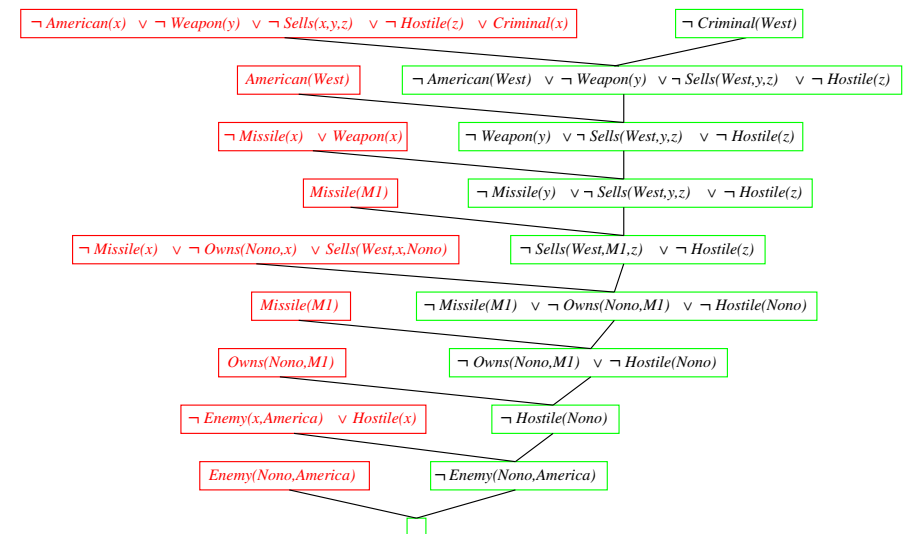 ¬ American(x) ∨ ¬ Weapon(y) ∨ ¬ Sells(x,y,z) ∨ ¬ Hostile(z) ∨ Criminal(x)
¬ Criminal(West)
American(West)
¬ American(West) ∨ ¬ Weapon(y) ∨ ¬ Sells(West,y,z) ∨ ¬ Hostile(z)
¬ Missile(x) ∨ Weapon(x)
¬ Weapon(y) ∨ ¬ Sells(West,y,z) ∨ ¬ Hostile(z)
Missile(M1)
¬ Missile(y) ∨ ¬ Sells(West,y,z) ∨ ¬ Hostile(z)
¬ Missile(x) ∨ ¬ Owns(Nono,x) ∨ Sells(West,x,Nono)
¬ Sells(West,M1,z) ∨ ¬ Hostile(z)
Missile(M1)
¬ Missile(M1) ∨ ¬ Owns(Nono,M1) ∨ ¬ Hostile(Nono)
Owns(Nono,M1)
¬ Owns(Nono,M1) ∨ ¬ Hostile(Nono)
¬ Enemy(x,America) ∨ Hostile(x)
¬ Hostile(Nono)
Enemy(Nono,America)
¬ Enemy(Nono,America)